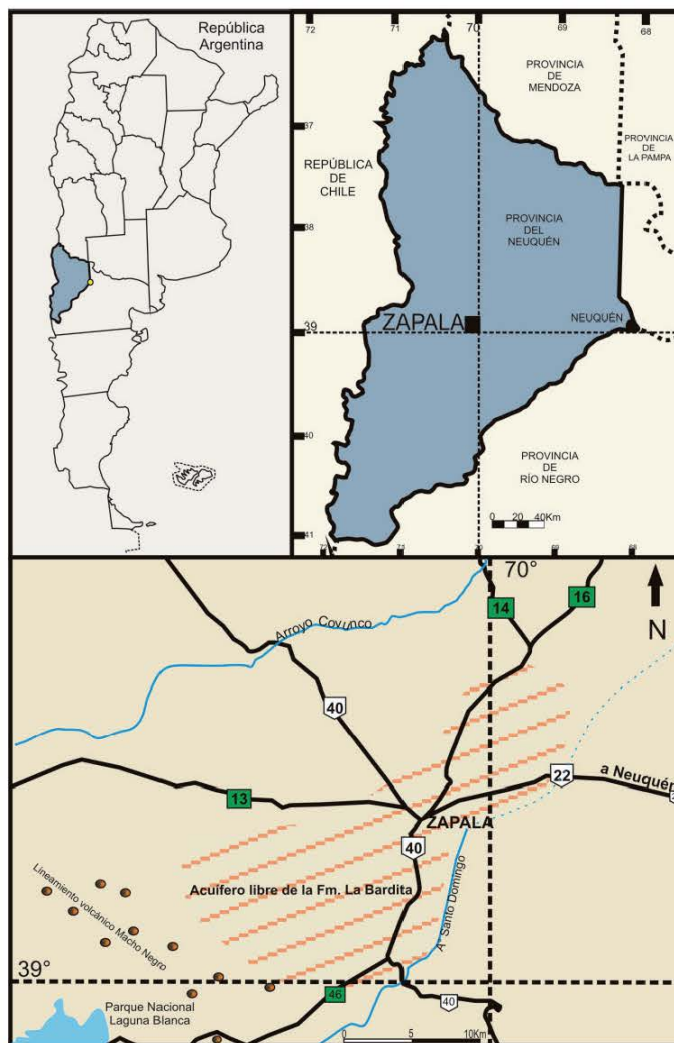 República
Argentina
72
71
70
69
68
PROVINCIA
DE
MENDOZA
37
PROVINCIA
DE
LA PAMPA
REPÚBLICA
DE
CHILE
38
PROVINCIA
DEL
NEUQUÉN
ZAPALA
NEUQUÉN
39
40
PROVINCIA
DE
RÍO NEGRO
0 20 40Km
41
71
69
70°
14
16
N
Arroyo Covunco
40
22
a Neuquén
13
ZAPALA
40
Acuífero libre de la Fm. La Bardita
Aº Santo Domingo
Lineamiento volcánico Macho Negro
39°
46
40
Parque Nacional
Laguna Blanca
0 5 10Km